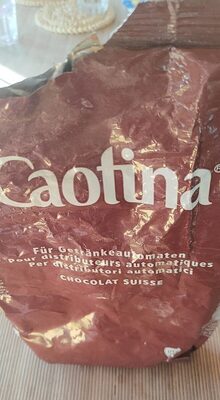 Caotina®
Für Getränkeautomaten
Pour distributeurs automatiques
Per distributori automatici
CHOCOLAT SUISSE